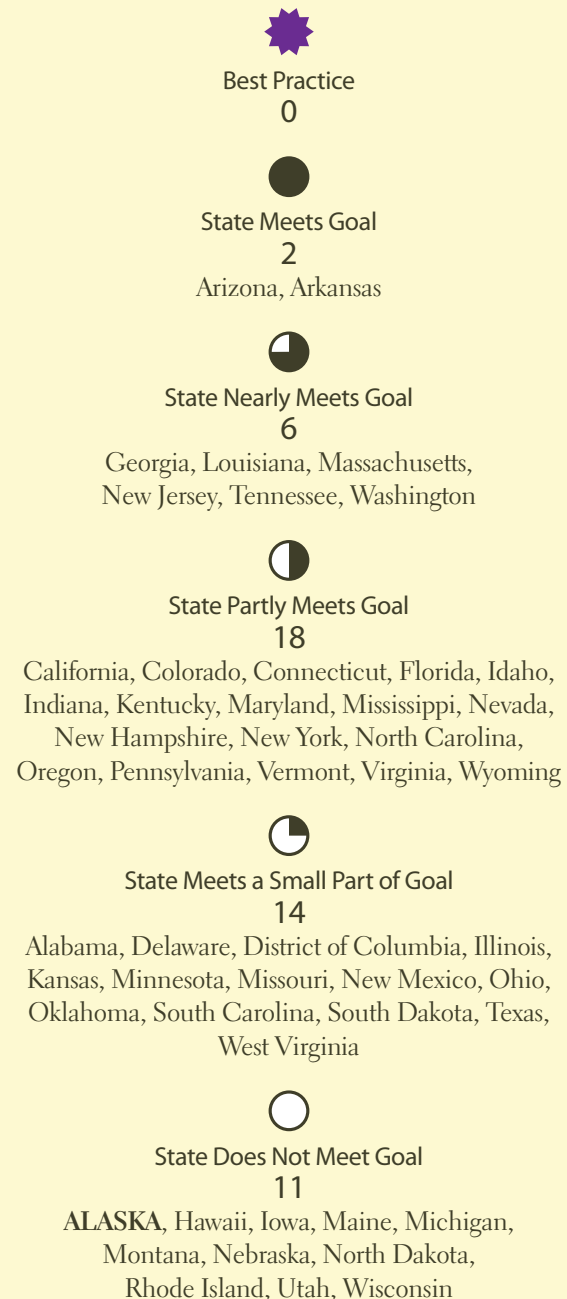 Best Practice
0
State Meets Goal
2
Arizona, Arkansas
State Nearly Meets Goal
6
Georgia, Louisiana, Massachusetts,
New Jersey, Tennessee, Washington
State Partly Meets Goal
18
California, Colorado, Connecticut, Florida, Idaho,
Indiana, Kentucky, Maryland, Mississippi, Nevada,
New Hampshire, New York, North Carolina,
Oregon, Pennsylvania, Vermont, Virginia, Wyoming
State Meets a Small Part of Goal
14
Alabama, Delaware, District of Columbia, Illinois,
Kansas, Minnesota, Missouri, New Mexico, Ohio,
Oklahoma, South Carolina, South Dakota, Texas,
West Virginia
State Does Not Meet Goal
11
ALASKA, Hawaii, Iowa, Maine, Michigan,
Montana, Nebraska, North Dakota,
Rhode Island, Utah, Wisconsin